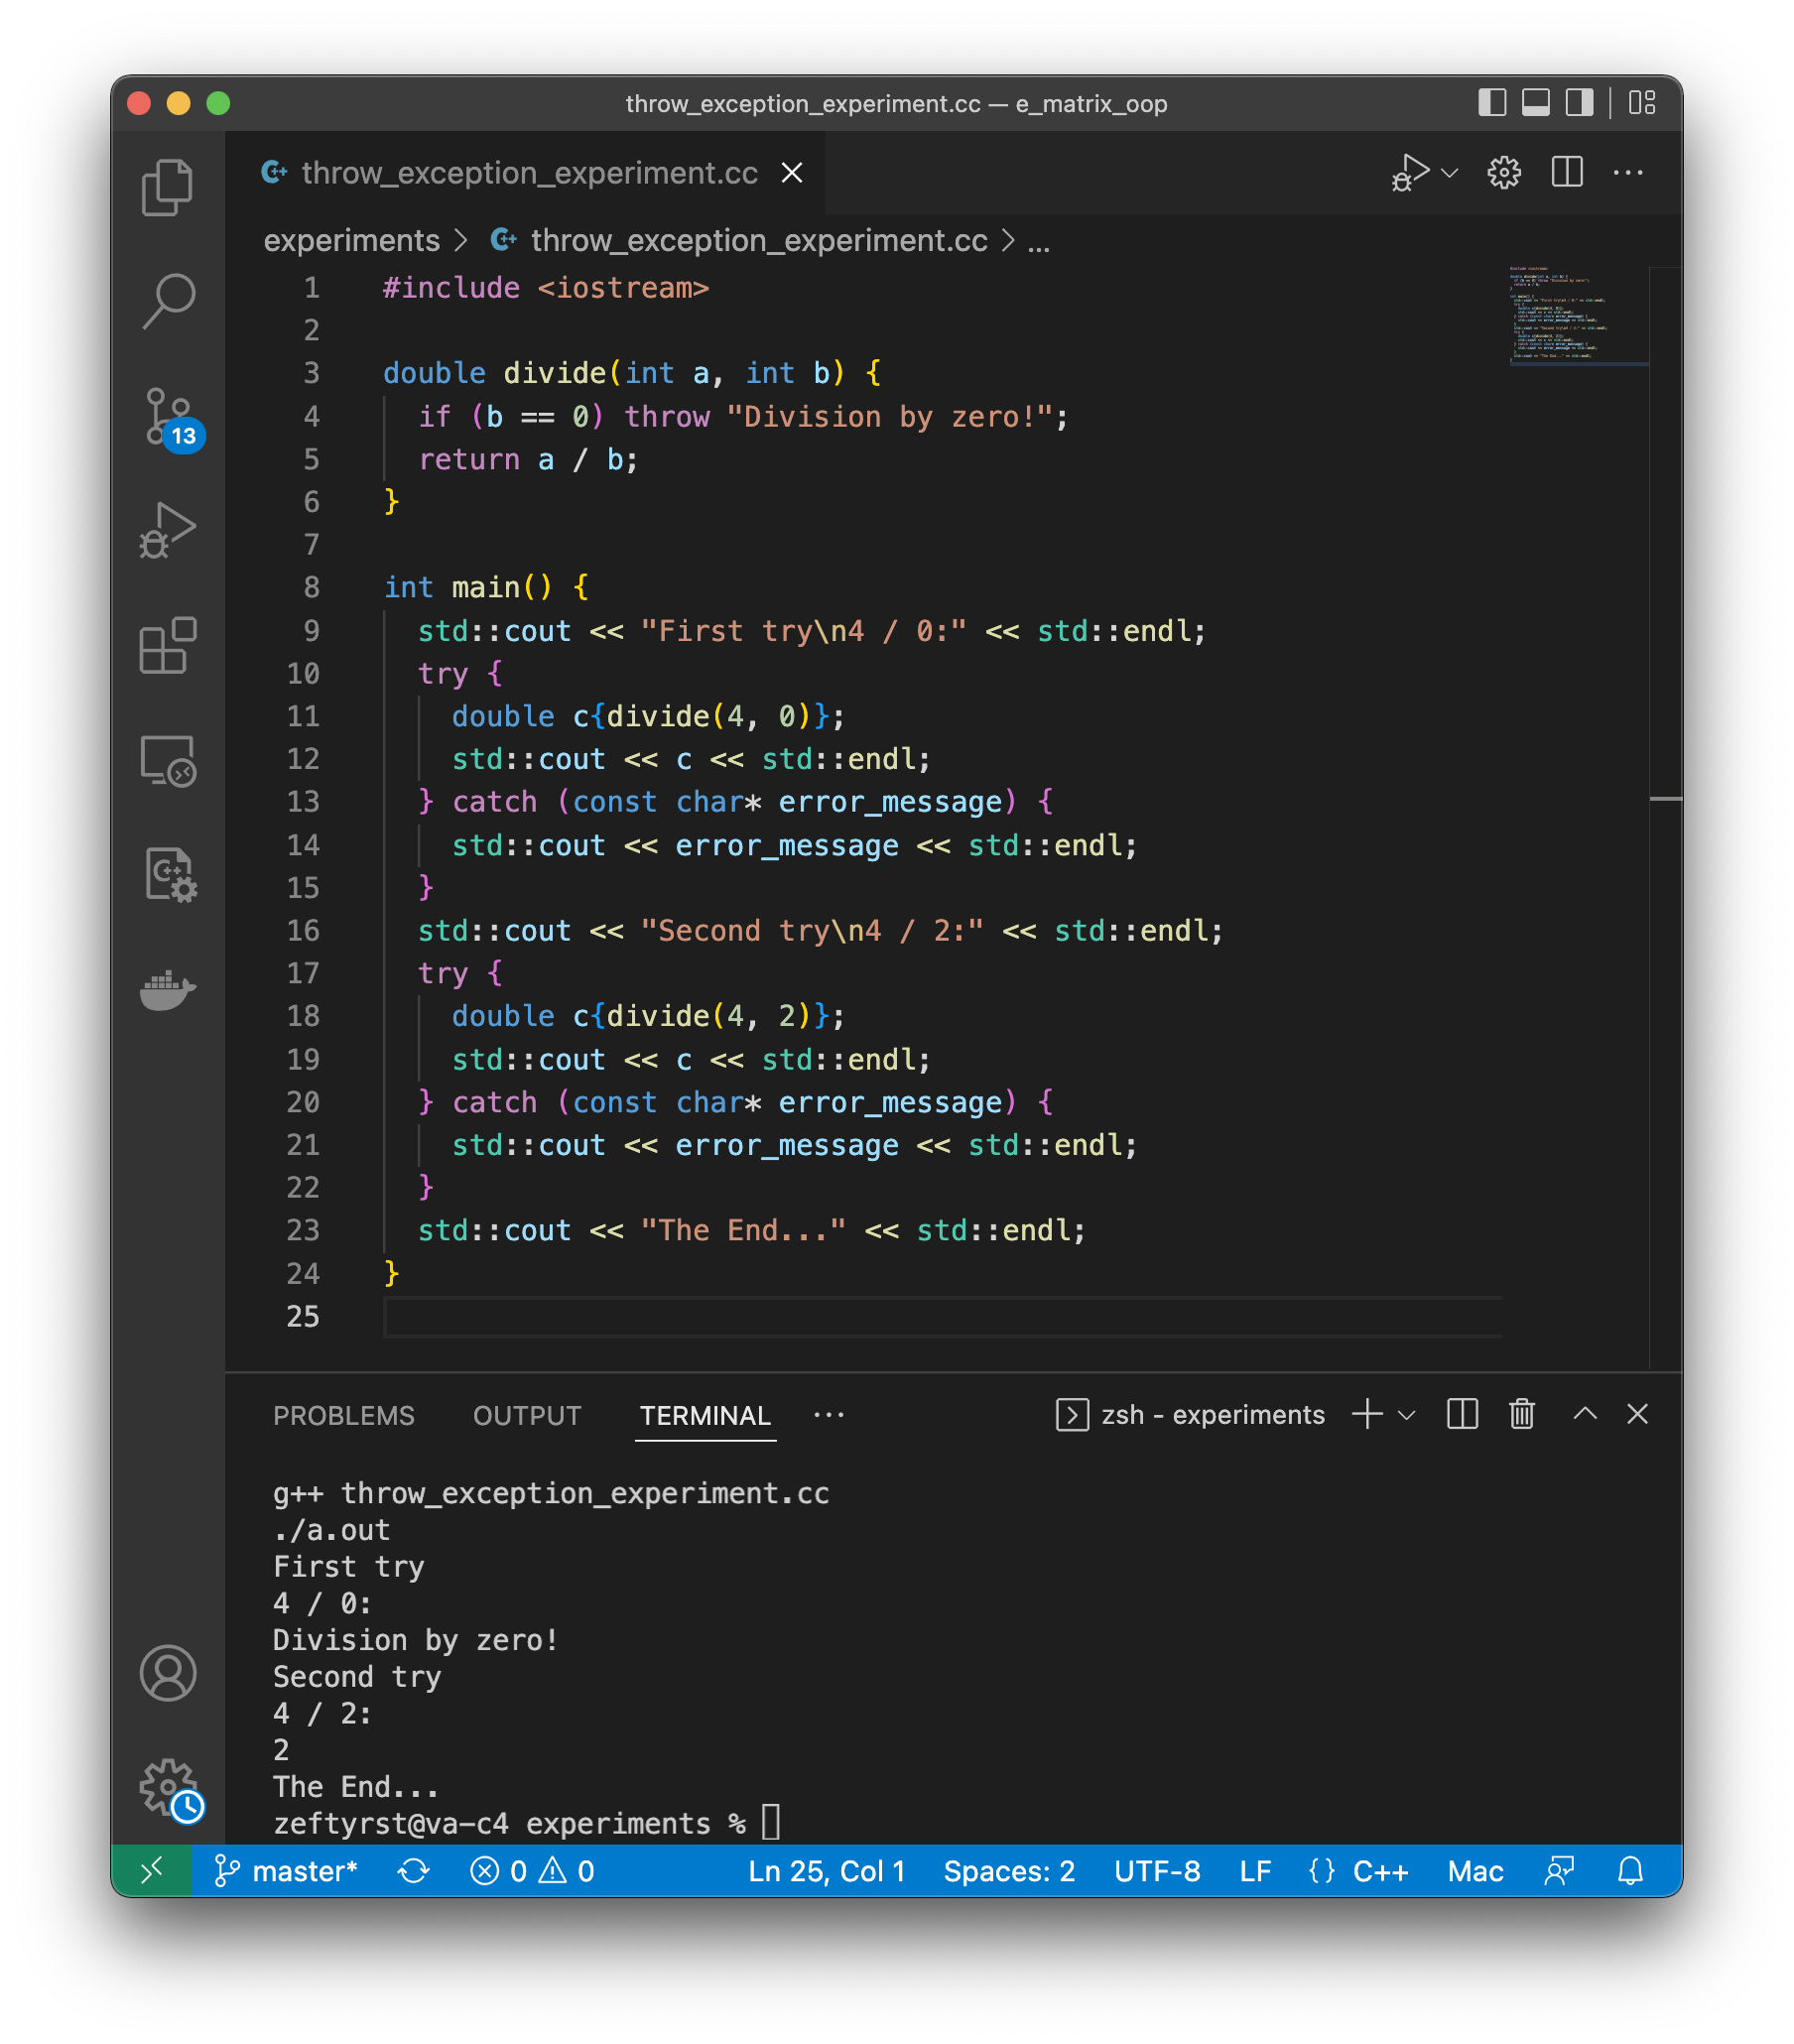 throw_exception_experiment.cc — e_matrix_oop
throw_exception_experiment.cc
experiments > throw_exception_experiment.cc > ...
1 #include <iostream>
2
3 double divide(int a, int b) {
4   if (b == 0) throw "Division by zero!";
5   return a / b;
6 }
7
8 int main() {
9   std::cout << "First try\n4 / 0:" << std::endl;
10   try {
11     double c{divide(4, 0)};
12     std::cout << c << std::endl;
13   } catch (const char* error_message) {
14     std::cout << error_message << std::endl;
15   }
16   std::cout << "Second try\n4 / 2:" << std::endl;
17   try {
18     double c{divide(4, 2)};
19     std::cout << c << std::endl;
20   } catch (const char* error_message) {
21     std::cout << error_message << std::endl;
22   }
23   std::cout << "The End..." << std::endl;
24 }
25
13
PROBLEMS OUTPUT TERMINAL ... zsh - experiments
g++ throw_exception_experiment.cc
./a.out
First try
4 / 0:
Division by zero!
Second try
4 / 2:
2
The End...
zeftyrst@va-c4 experiments %
master* 0 0 Ln 25, Col 1 Spaces: 2 UTF-8 LF {} C++ Mac